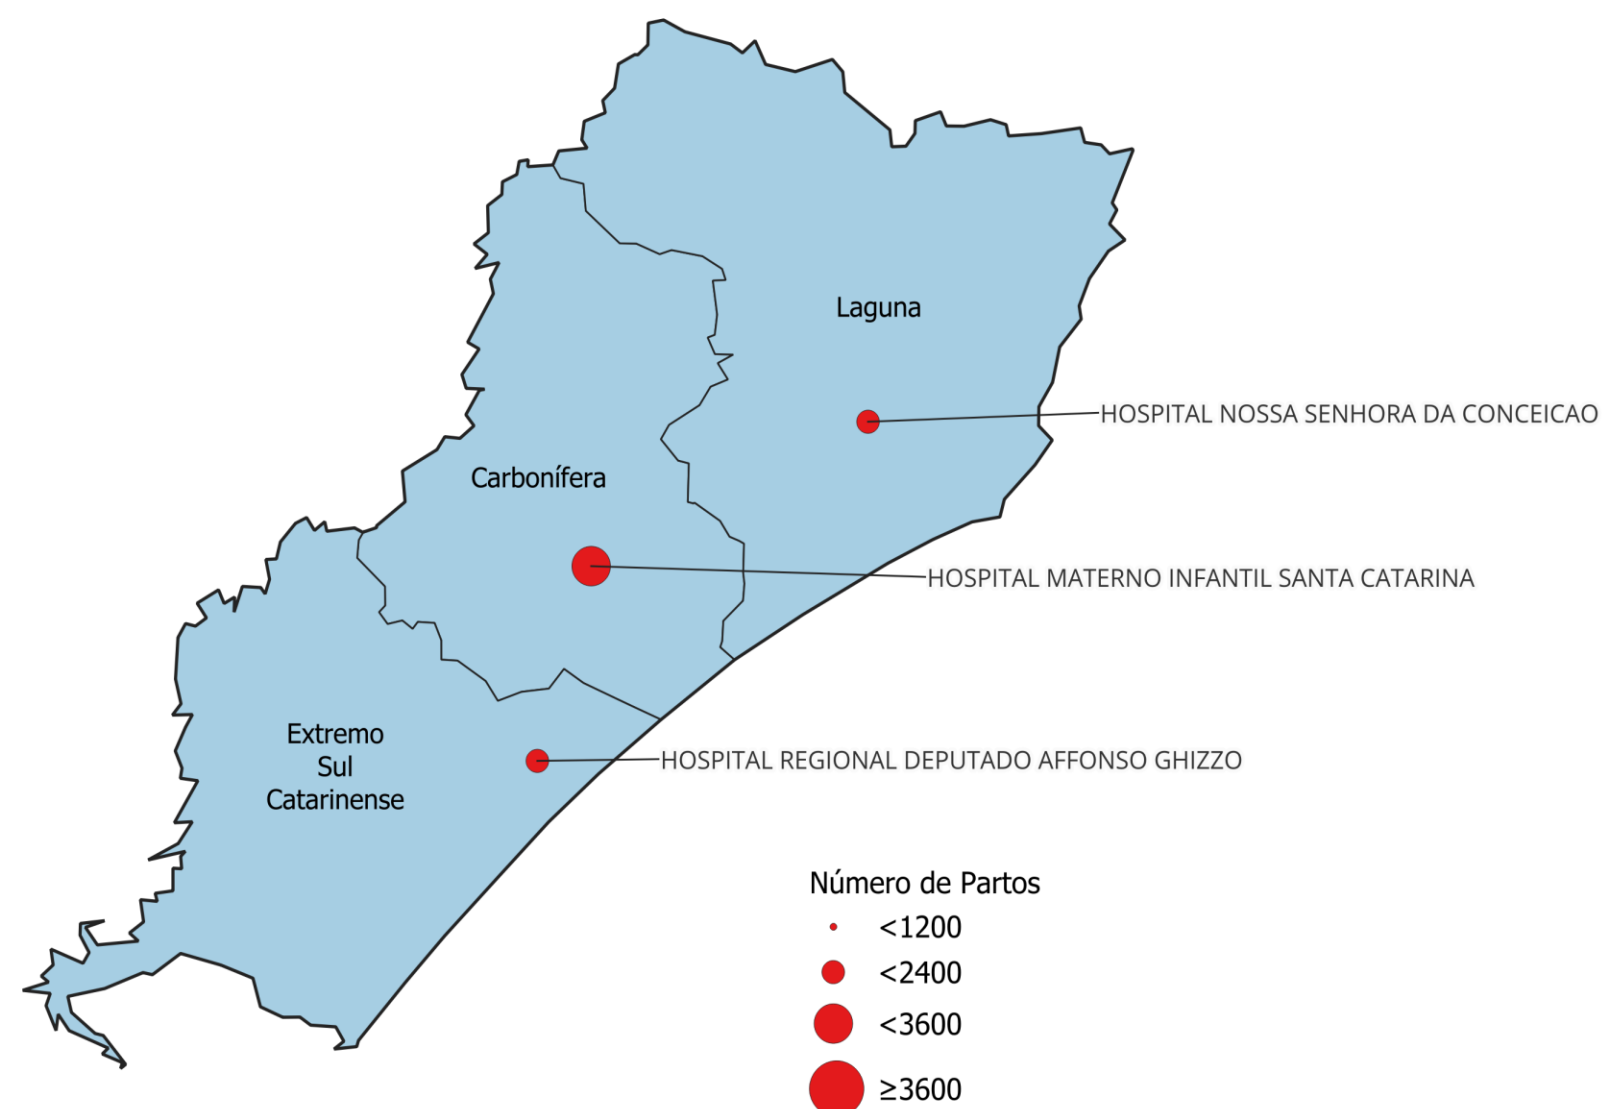 Laguna
HOSPITAL NOSSA SENHORA DA CONCEICAO
Carbonífera
HOSPITAL MATERNO INFANTIL SANTA CATARINA
Extremo
Sul
Catarinense
HOSPITAL REGIONAL DEPUTADO AFFONSO GHIZZO
Número de Partos
<1200
<2400
<3600
≥3600